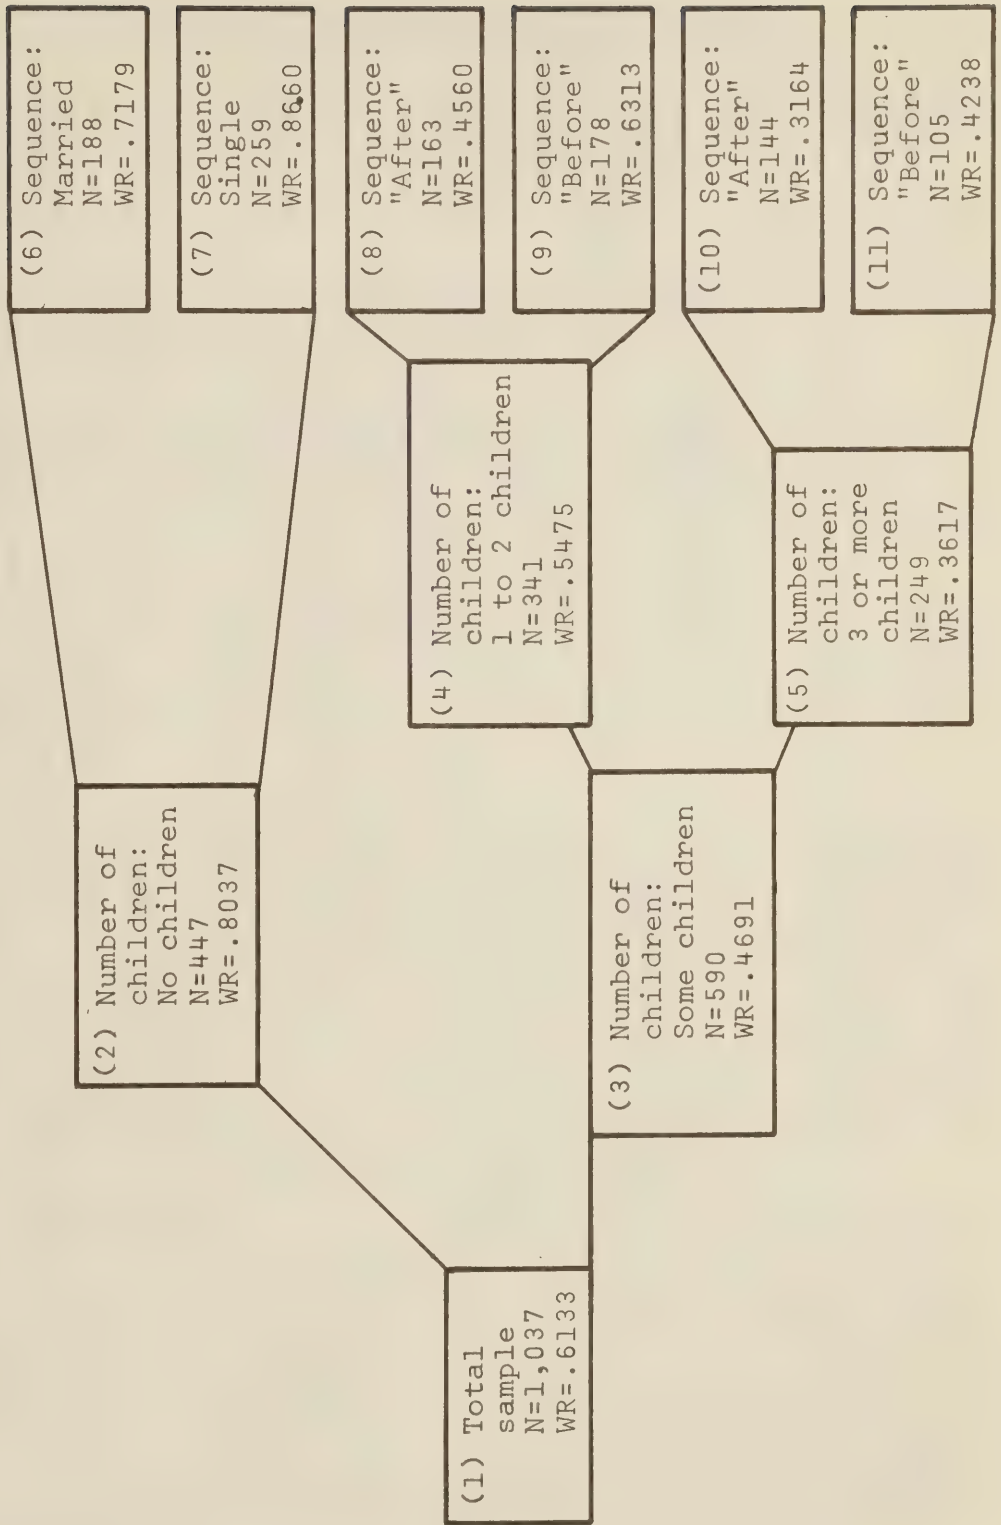 (1) Total
sample
N=1,037
WR=.6133
(2) Number of
children:
No children
N=447
WR=.8037
(3) Number of
children:
Some children
N=590
WR=.4691
(4) Number of
children:
1 to 2 children
N=341
WR=.5475
(5) Number of
children:
3 or more
children
N=249
WR=.3617
(6) Sequence:
Married
N=188
WR=.7179
(7) Sequence:
Single
N=259
WR=.8660
(8) Sequence:
"After"
N=163
WR=.4560
(9) Sequence:
"Before"
N=178
WR=.6313
(10) Sequence:
"After"
N=144
WR=.3164
(11) Sequence:
"Before"
N=105
WR=.4238